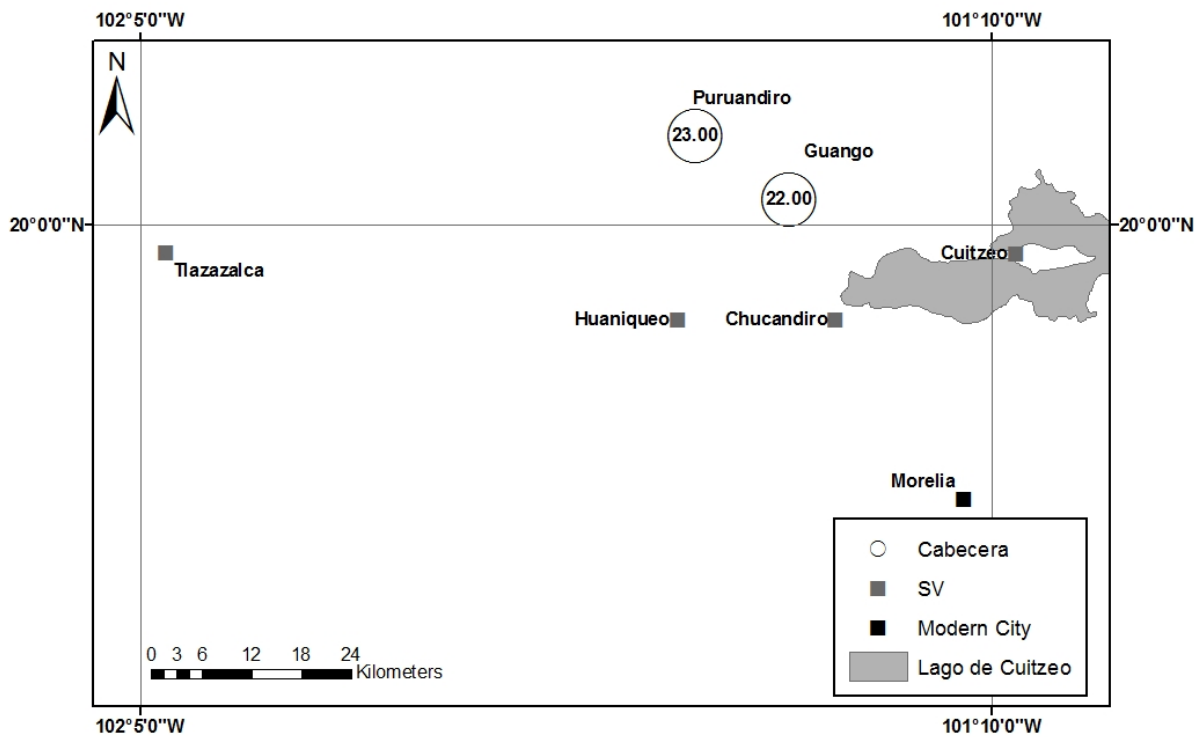 102°5'0"W 101°10'0"W
N
Puruandiro
23.00
Guango
22.00
20°0'0"N 20°0'0"N
Cuitzeo
Tlazazalca
Huaniqueo Chucandiro
Morelia
Cabecera
SV
Modern City
Lago de Cuitzeo
0 3 6 12 18 24
Kilometers
102°5'0"W 101°10'0"W